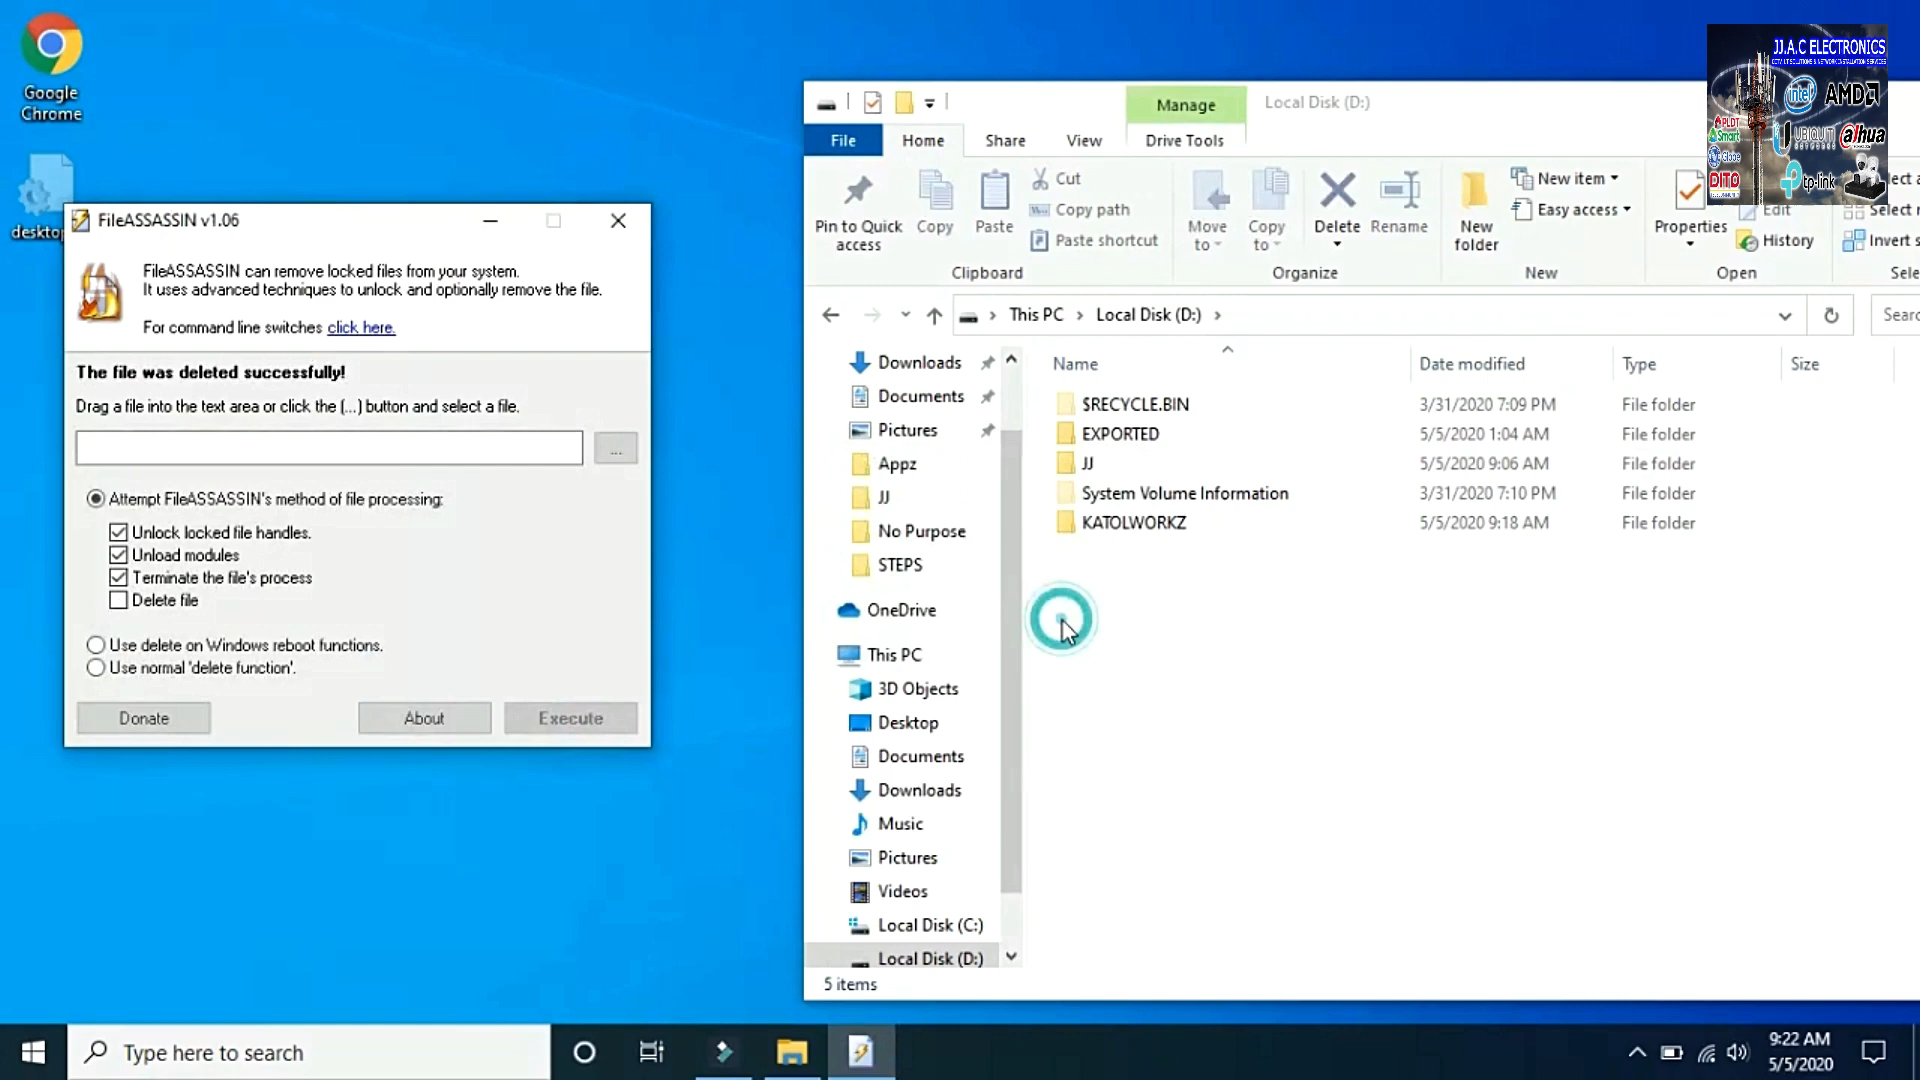 Google
Chrome
desktop
FileASSASSIN v1.06
FileASSASSIN can remove locked files from your system.
It uses advanced techniques to unlock and optionally remove the file.
For command line switches click here.
The file was deleted successfully!
Drag a file into the text area or click the (...) button and select a file.
...
Attempt FileASSASSIN's method of file processing:
Unlock locked file handles.
Unload modules
Terminate the file's process
Delete file
Use delete on Windows reboot functions.
Use normal 'delete function'.
Donate
About
Execute
Manage
Local Disk (D:)
File
Home
Share
View
Drive Tools
Pin to Quick
access
Copy
Paste
Cut
Copy path
Paste shortcut
Clipboard
Move
to
Copy
to
Delete
Rename
Organize
New
folder
New item
Easy access
New
Properties
Edit
History
Open
Select
Invert s
Sele
This PC
Local Disk (D:)
Searc
Downloads
Documents
Pictures
Appz
JJ
No Purpose
STEPS
OneDrive
This PC
3D Objects
Desktop
Documents
Downloads
Music
Pictures
Videos
Local Disk (C:)
Local Disk (D:)
Name
Date modified
Type
Size
$RECYCLE.BIN 3/31/2020 7:09 PM File folder
EXPORTED 5/5/2020 1:04 AM File folder
JJ 5/5/2020 9:06 AM File folder
System Volume Information 3/31/2020 7:10 PM File folder
KATOLWORKZ 5/5/2020 9:18 AM File folder
5 items
JJ.A.C ELECTRONICS
CCTV I.T SOLUTIONS & NETWORK INSTALLATION SERVICES
intel
AMD
PLDT
Smart
Globe
DITO
UBIQUITI
NETWORKS
alhua
tp-link
Type here to search
9:22 AM
5/5/2020